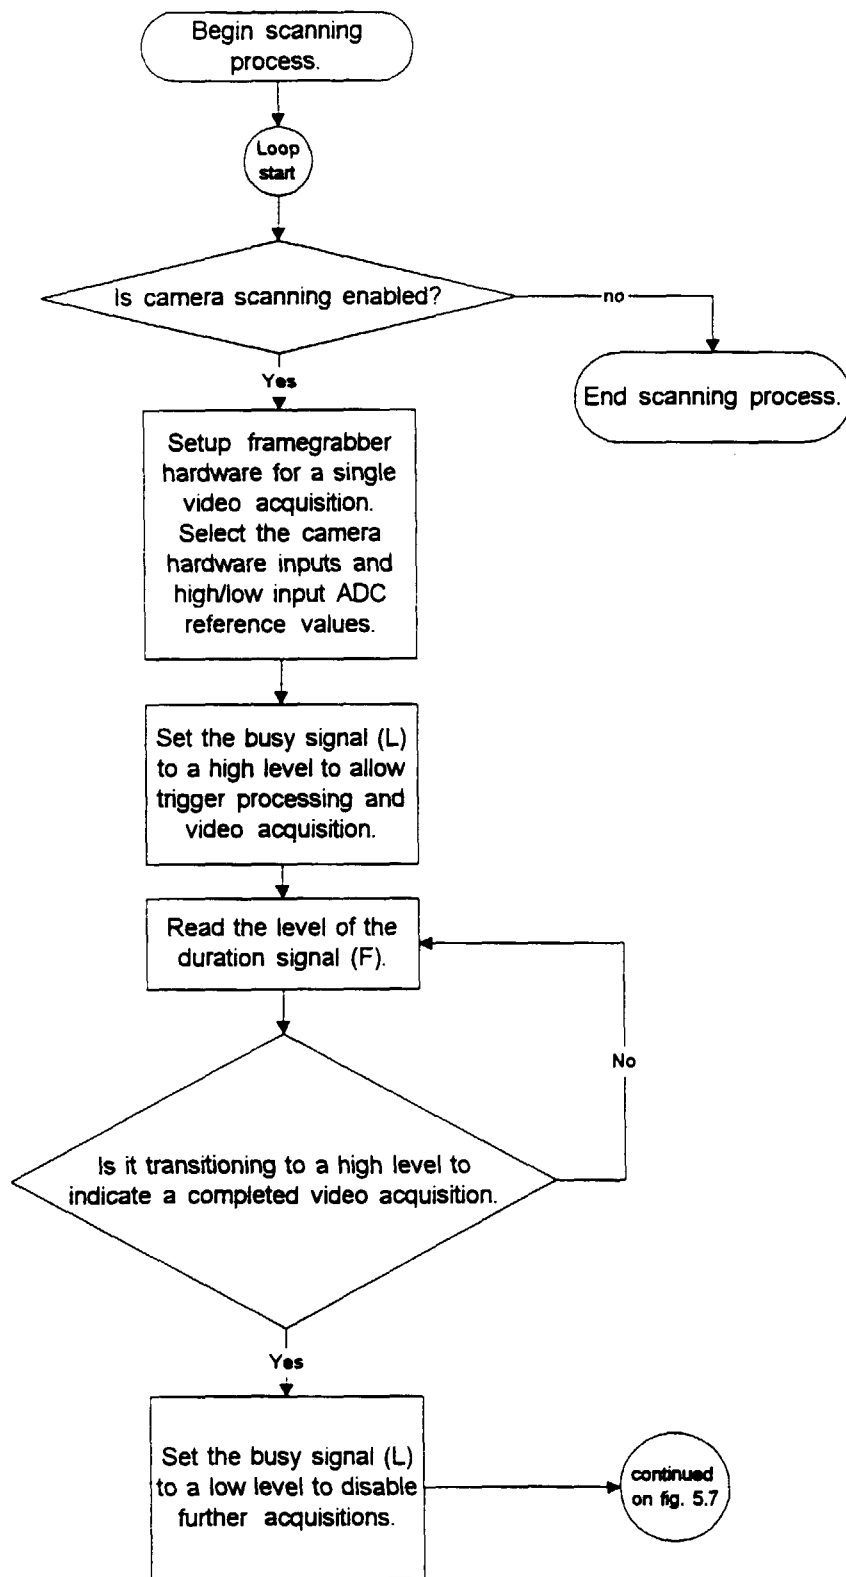 Begin scanning
process.
Loop
start
Is camera scanning enabled?
no
End scanning process.
Yes
Setup framegrabber
hardware for a single
video acquisition.
Select the camera
hardware inputs and
high/low input ADC
reference values.
Set the busy signal (L)
to a high level to allow
trigger processing and
video acquisition.
Read the level of the
duration signal (F).
No
Is it transitioning to a high level to
indicate a completed video acquisition.
Yes
Set the busy signal (L)
to a low level to disable
further acquisitions.
continued
on fig. 5.7